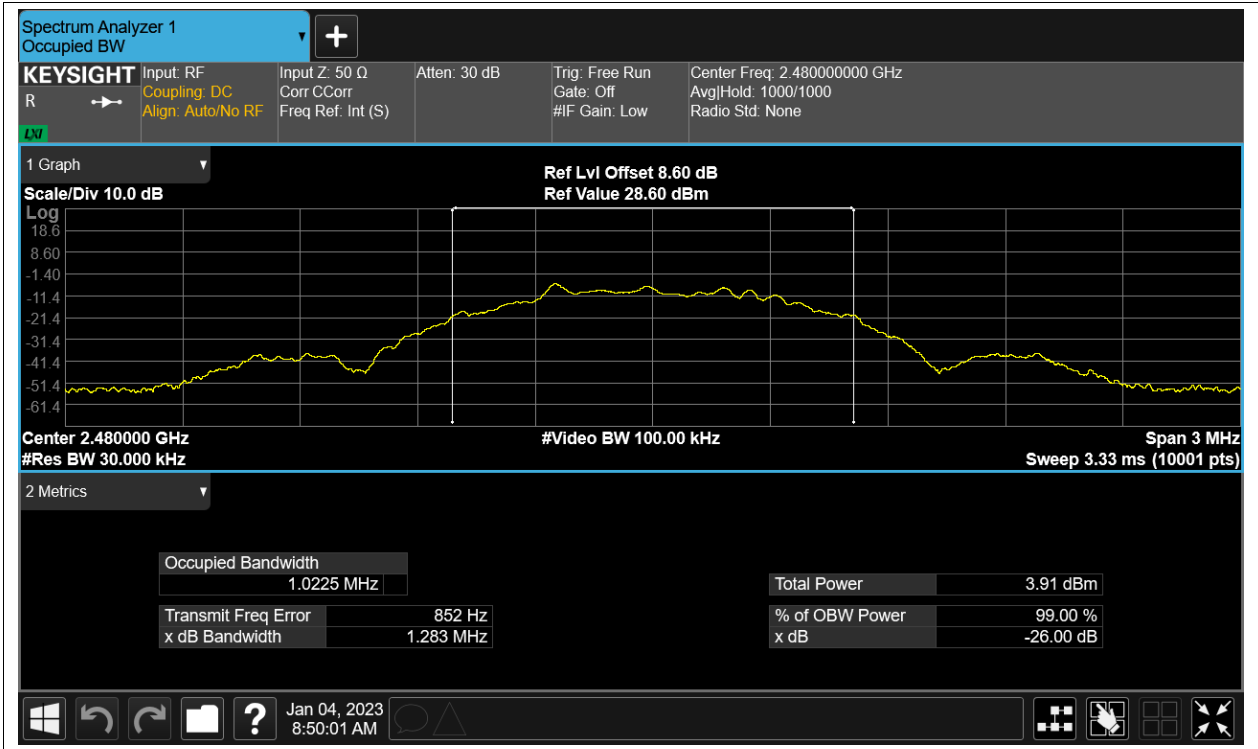 Spectrum Analyzer 1
Occupied BW
KEYSIGHT
R
LXI
Input: RF
Coupling: DC
Align: Auto/No RF
Input Z: 50 Ω
Corr CCorr
Freq Ref: Int (S)
Atten: 30 dB
Trig: Free Run
Gate: Off
#IF Gain: Low
Center Freq: 2.480000000 GHz
Avg|Hold: 1000/1000
Radio Std: None
1 Graph
Scale/Div 10.0 dB
Ref Lvl Offset 8.60 dB
Ref Value 28.60 dBm
Log
18.6
8.60
-1.40
-11.4
-21.4
-31.4
-41.4
-51.4
-61.4
Center 2.480000 GHz
#Video BW 100.00 kHz
Span 3 MHz
#Res BW 30.000 kHz
Sweep 3.33 ms (10001 pts)
2 Metrics
Occupied Bandwidth
1.0225 MHz
Total Power 3.91 dBm
Transmit Freq Error 852 Hz
% of OBW Power 99.00 %
x dB Bandwidth 1.283 MHz
x dB -26.00 dB
?
Jan 04, 2023
8:50:01 AM